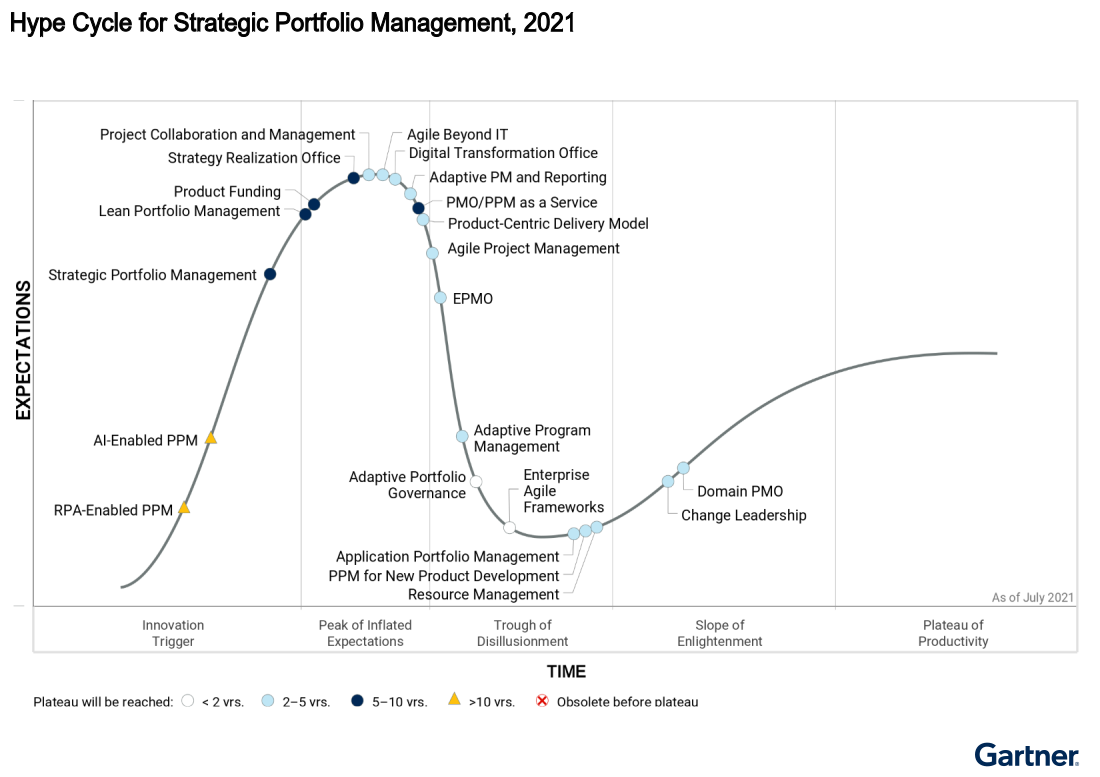 Hype Cycle for Strategic Portfolio Management, 2021
Project Collaboration and Management
Strategy Realization Office
Product Funding
Lean Portfolio Management
Strategic Portfolio Management
AI-Enabled PPM
RPA-Enabled PPM
Agile Beyond IT
Digital Transformation Office
Adaptive PM and Reporting
PMO/PPM as a Service
Product-Centric Delivery Model
Agile Project Management
EPMO
Adaptive Program
Management
Adaptive Portfolio
Governance
Enterprise
Agile
Frameworks
Application Portfolio Management
PPM for New Product Development
Resource Management
Domain PMO
Change Leadership
EXPECTATIONS
As of July 2021
Innovation
Trigger
Peak of Inflated
Expectations
Trough of
Disillusionment
Slope of
Enlightenment
Plateau of
Productivity
TIME
Plateau will be reached: < 2 yrs. 2–5 yrs. 5–10 yrs. >10 yrs. Obsolete before plateau
Gartner